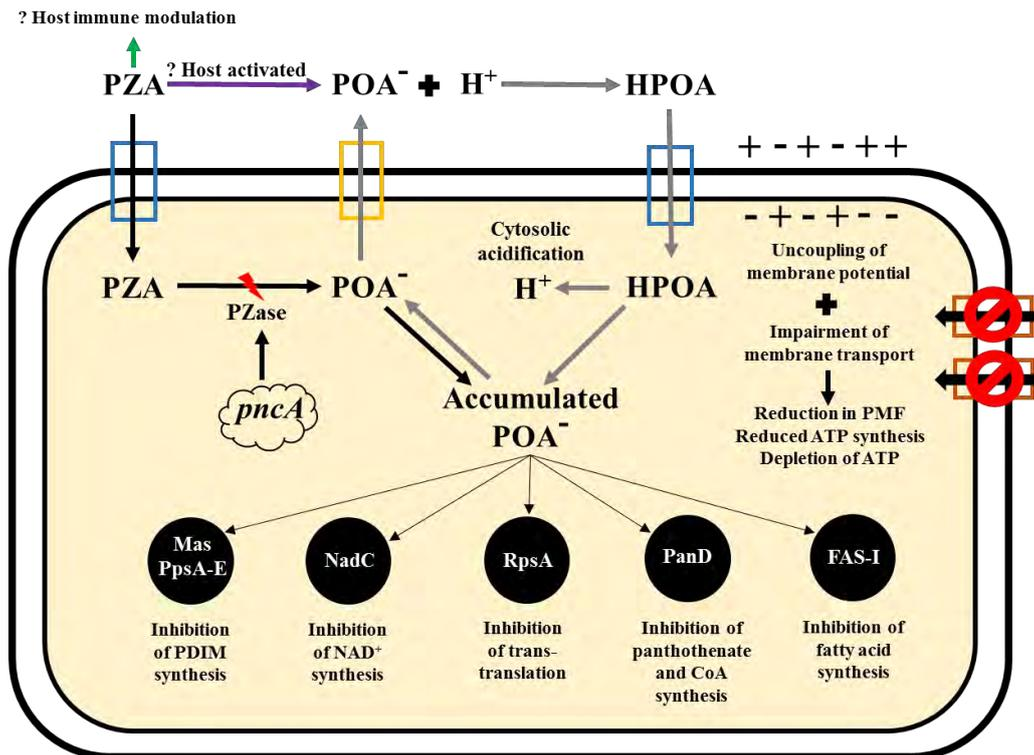 ? Host immune modulation
PZA ? Host activated POA⁻ + H⁺ HPOA
+ - + - + +
- + - + - -
Cytosolic
acidification
Uncoupling of
membrane potential
PZA POA⁻ H⁺ HPOA
+
PZase
Impairment of
membrane transport
pncA
Accumulated
POA⁻
Reduction in PMF
Reduced ATP synthesis
Depletion of ATP
Mas
PpsA-E
NadC
RpsA
PanD
FAS-I
Inhibition
of PDIM
synthesis
Inhibition
of NAD⁺
synthesis
Inhibition
of trans-
translation
Inhibition of
panthothenate
and CoA
synthesis
Inhibition of
fatty acid
synthesis